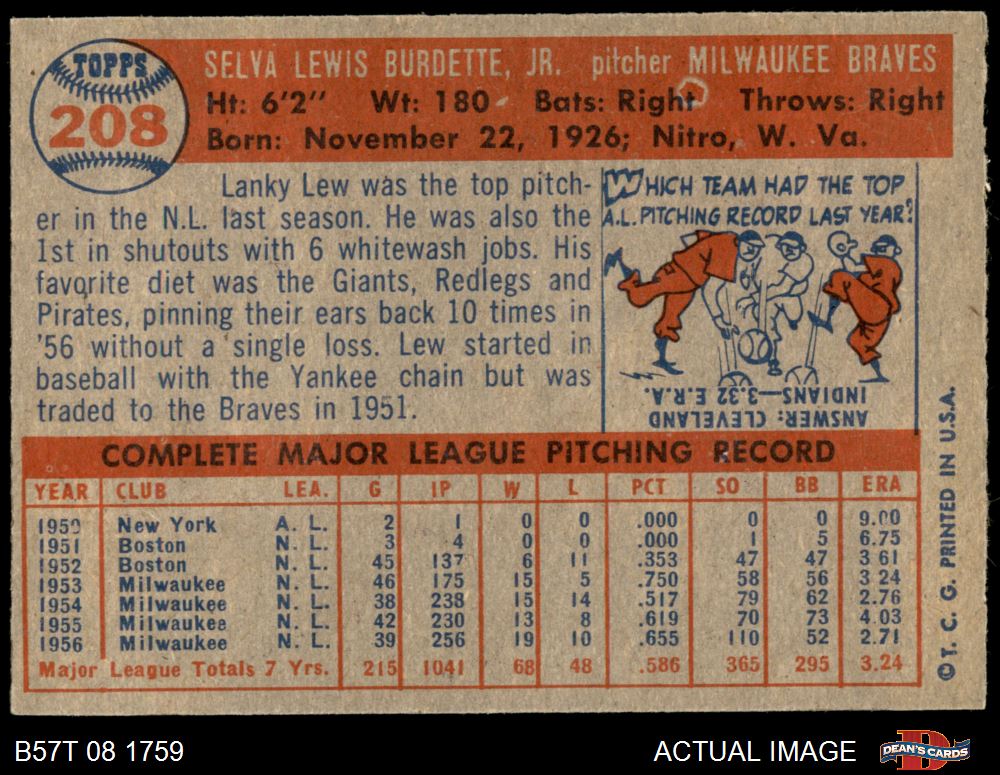 TOPPS
208
SELVA LEWIS BURDETTE, JR. pitcher MILWAUKEE BRAVES
Ht: 6'2" Wt: 180 Bats: Right Throws: Right
Born: November 22, 1926; Nitro, W. Va.
Lanky Lew was the top pitch-
er in the N.L. last season. He was also the
1st in shutouts with 6 whitewash jobs. His
favorite diet was the Giants, Redlegs and
Pirates, pinning their ears back 10 times in
'56 without a single loss. Lew started in
baseball with the Yankee chain but was
traded to the Braves in 1951.
WHICH TEAM HAD THE TOP
A.L. PITCHING RECORD LAST YEAR?
ANSWER: CLEVELAND
INDIANS—3.32 E.R.A.
COMPLETE MAJOR LEAGUE PITCHING RECORD
YEAR CLUB LEA. G IP W L PCT SO BB ERA
1950 New York A. L. 2 1 0 0 .000 0 0 9.00
1951 Boston N. L. 3 4 0 0 .000 1 5 6.75
1952 Boston N. L. 45 137 6 11 .353 47 47 3.61
1953 Milwaukee N. L. 46 175 15 5 .750 58 56 3.24
1954 Milwaukee N. L. 38 238 15 14 .517 79 62 2.76
1955 Milwaukee N. L. 42 230 13 8 .619 70 73 4.03
1956 Milwaukee N. L. 39 256 19 10 .655 110 52 2.71
Major League Totals 7 Yrs. 215 1041 68 48 .586 365 295 3.24
©T. C. G. PRINTED IN U.S.A.
B57T 08 1759
ACTUAL IMAGE
DEAN'S CARDS